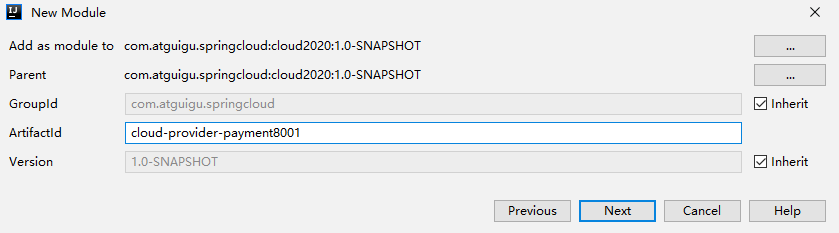 New Module
Add as module to com.atguigu.springcloud:cloud2020:1.0-SNAPSHOT ...
Parent com.atguigu.springcloud:cloud2020:1.0-SNAPSHOT ...
GroupId com.atguigu.springcloud Inherit
ArtifactId cloud-provider-payment8001
Version 1.0-SNAPSHOT Inherit
Previous Next Cancel Help